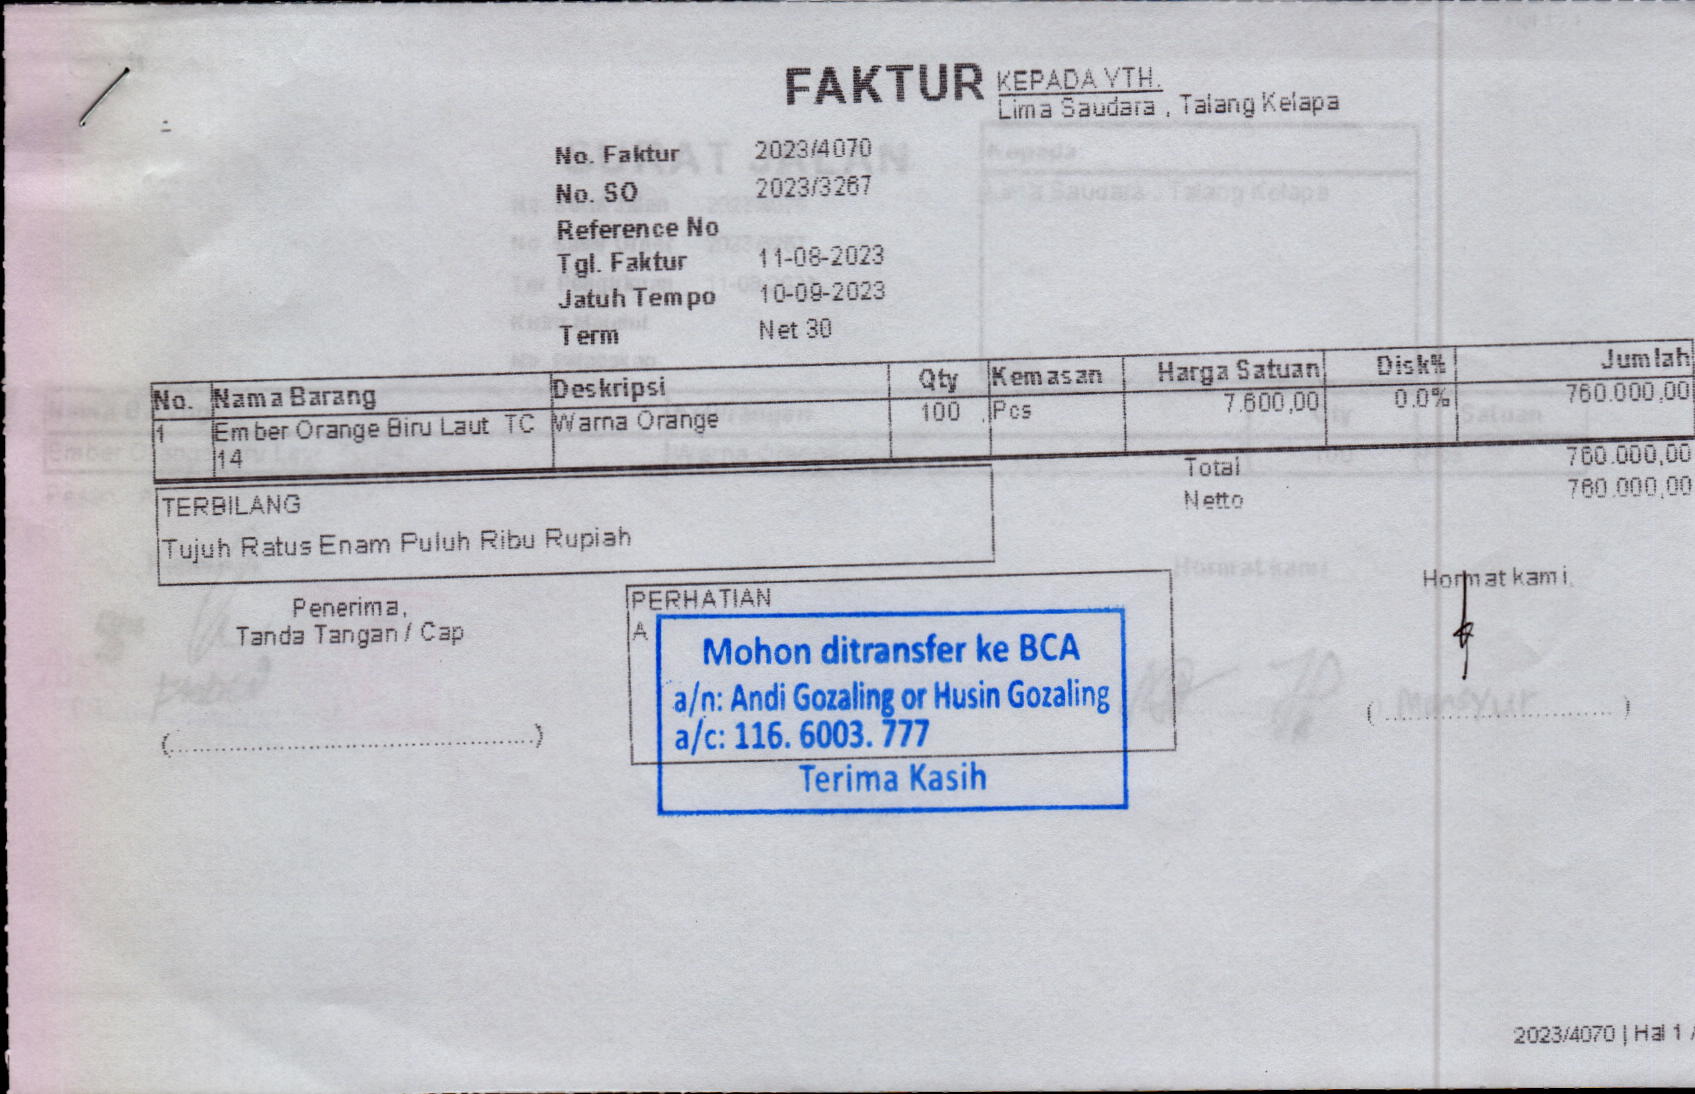 FAKTUR
KEPADA YTH.
Lima Saudara , Talang Kelapa
No. Faktur 2023/4070
No. SO 2023/3267
Reference No
Tgl. Faktur 11-08-2023
Jatuh Tempo 10-09-2023
Term Net 30
No. Nama Barang Deskripsi Qty Kemasan Harga Satuan Disk% Jumlah
1 Ember Orange Biru Laut TC Warna Orange 100 Pcs 7.600,00 0.0% 760.000,00
14
Total 760.000,00
Netto 760.000,00
TERBILANG
Tujuh Ratus Enam Puluh Ribu Rupiah
Penerima,
Tanda Tangan / Cap
(........................................)
PERHATIAN
A
Mohon ditransfer ke BCA
a/n: Andi Gozaling or Husin Gozaling
a/c: 116. 6003. 777
Terima Kasih
Hormat kami,
(............................)
2023/4070 | Hal 1 /